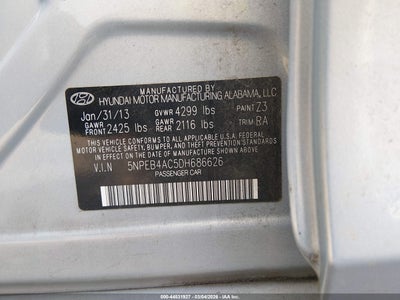 MANUFACTURED BY
HYUNDAI MOTOR MANUFACTURING ALABAMA, LLC
Jan/31/13 GVWR 4299 lbs PAINT Z3
GAWR FRONT 2425 lbs GAWR REAR 2116 lbs TRIM BA
THIS VEHICLE CONFORMS TO ALL APPLICABLE U.S.A. FEDERAL
MOTOR VEHICLE SAFETY, BUMPER, AND THEFT PREVENTION
STANDARDS IN EFFECT ON THE DATE OF MANUFACTURE
SHOWN ABOVE.
V.I.N 5NPEB4AC5DH686626
PASSENGER CAR